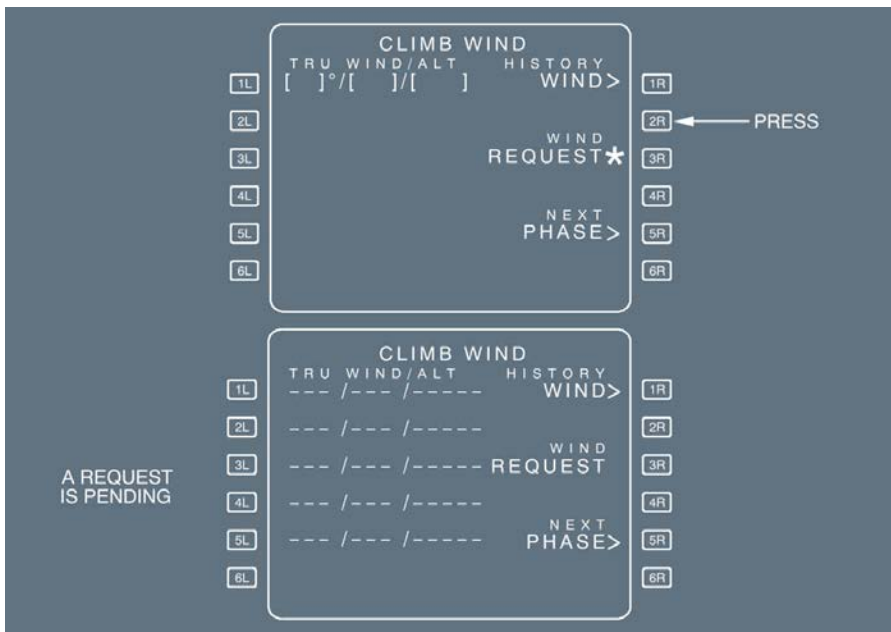 CLIMB WIND
TRU WIND/ALT HISTORY
1L [ ]°/[ ]/[ ] WIND> 1R
2L 2R PRESS
WIND
3L REQUEST* 3R
4L 4R
NEXT
5L PHASE> 5R
6L 6R
CLIMB WIND
TRU WIND/ALT HISTORY
1L --- /--- /----- WIND> 1R
2L --- /--- /----- 2R
WIND
A REQUEST
IS PENDING
3L --- /--- /----- REQUEST 3R
4L --- /--- /----- 4R
NEXT
5L --- /--- /----- PHASE> 5R
6L 6R